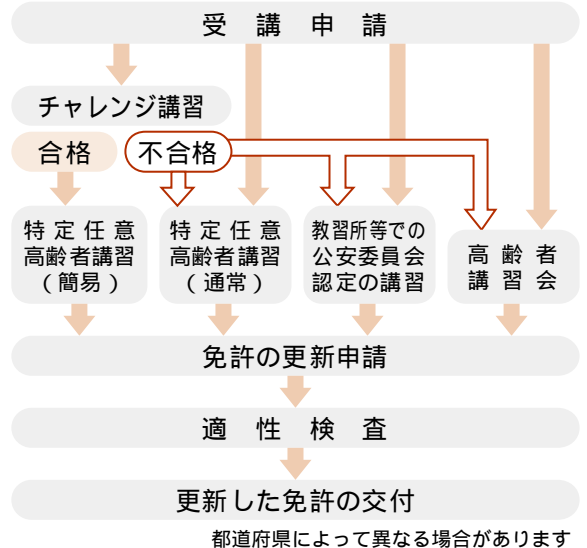 受講申請
チャレンジ講習
合格
不合格
特定任意
高齢者講習
（簡易）
特定任意
高齢者講習
（通常）
教習所等での
公安委員会
認定の講習
高齢者
講習会
免許の更新申請
適性検査
更新した免許の交付
都道府県によって異なる場合があります